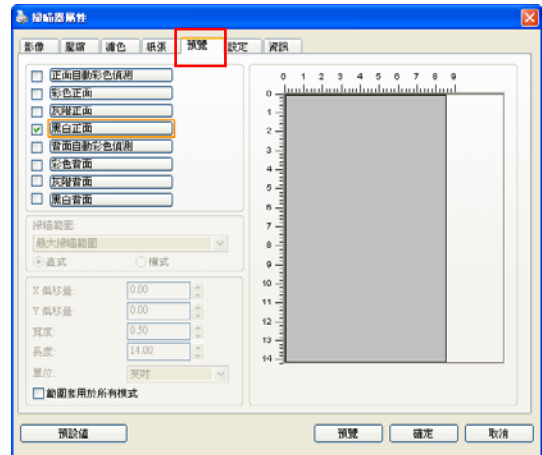 掃瞄器屬性
影像 壓縮 濾色 紙張 預覽 設定 資訊
正面自動彩色偵測
彩色正面
灰階正面
黑白正面
背面自動彩色偵測
彩色背面
灰階背面
黑白背面
掃瞄範圍:
最大掃瞄範圍
直式 橫式
X 偏移量: 0.00
Y 偏移量: 0.00
寬度: 8.50
長度: 14.00
單位: 英吋
範圍套用於所有模式
0 1 2 3 4 5 6 7 8 9
0
1
2
3
4
5
6
7
8
9
10
11
12
13
14
預設值 預覽 確定 取消